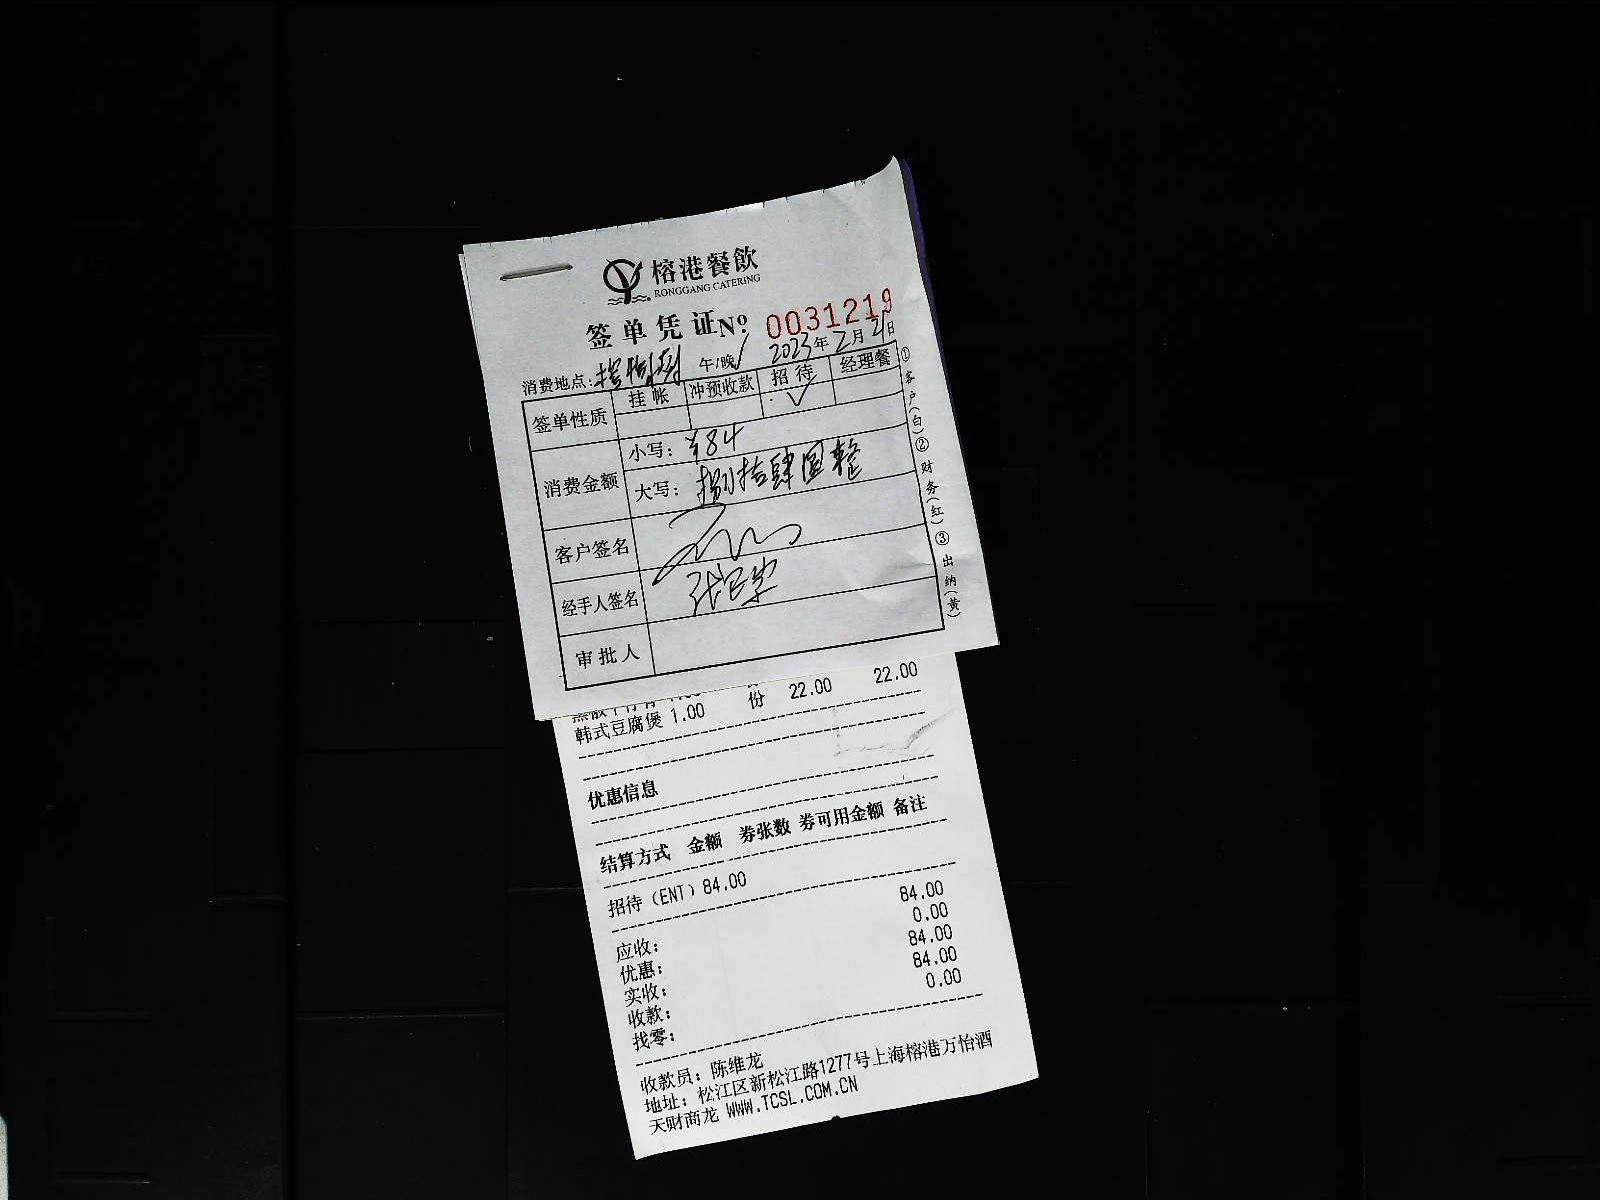 榕港餐飲
RONGGANG CATERING
签单凭证 Nº 0031219
消费地点: 午/晚 2023年2月21日
签单性质 挂帐 冲预收款 招待 经理餐
✓
消费金额 小写: ¥84
大写: 捌拾肆圆整
客户签名
经手人签名
审批人
①客户(白)②财务(红)③出纳(黄)
份 22.00 22.00
韩式豆腐煲 1.00
优惠信息
结算方式 金额 券张数 券可用金额 备注
招待(ENT)84.00
应收: 84.00
优惠: 0.00
实收: 84.00
收款: 84.00
找零: 0.00
收款员: 陈维龙
地址: 松江区新松江路1277号上海榕港万怡酒
天财商龙 WWW.TCSL.COM.CN